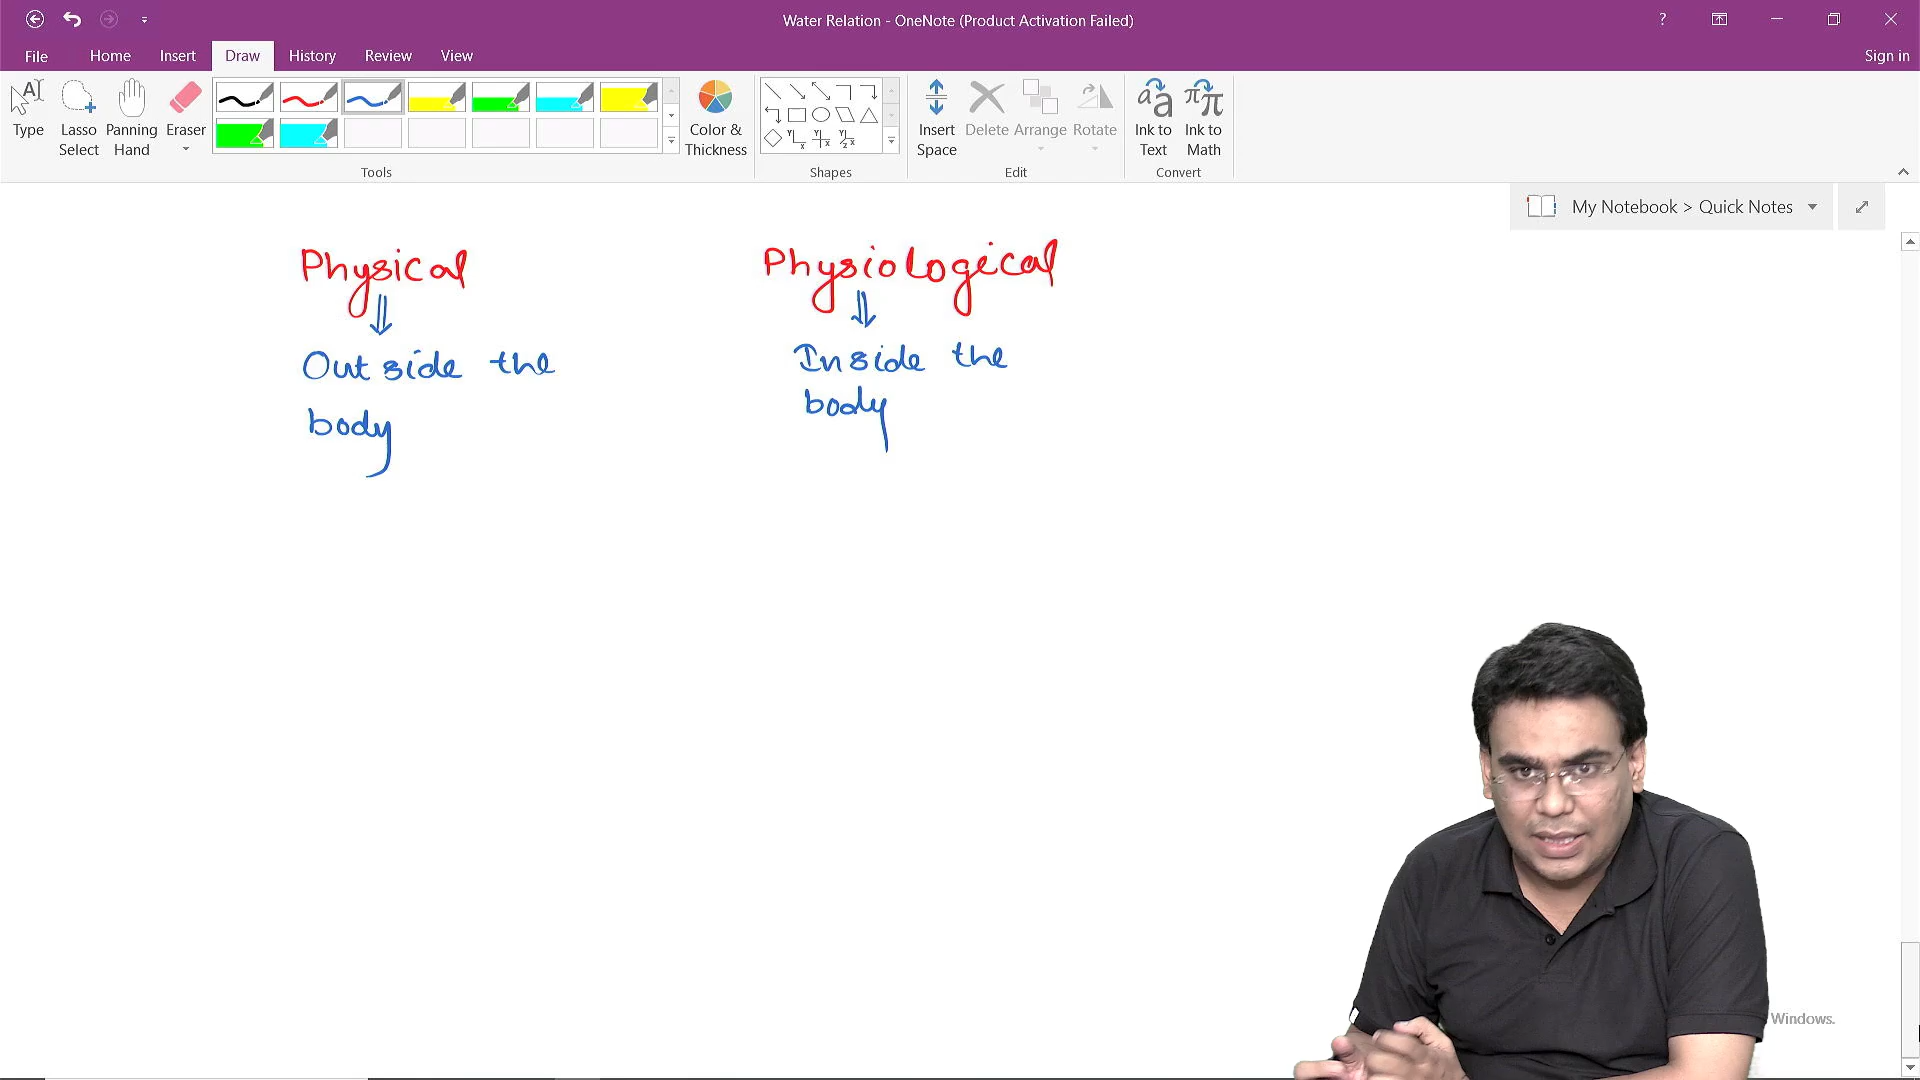 Water Relation - OneNote (Product Activation Failed)
?
File Home Insert Draw History Review View
Sign in
Type
Lasso Select
Panning Hand
Eraser
Color & Thickness
Insert Space
Delete
Arrange
Rotate
Ink to Text
Ink to Math
Tools
Shapes
Edit
Convert
My Notebook > Quick Notes
Physical
Physiological
Outside the
body
Inside the
body
Windows.